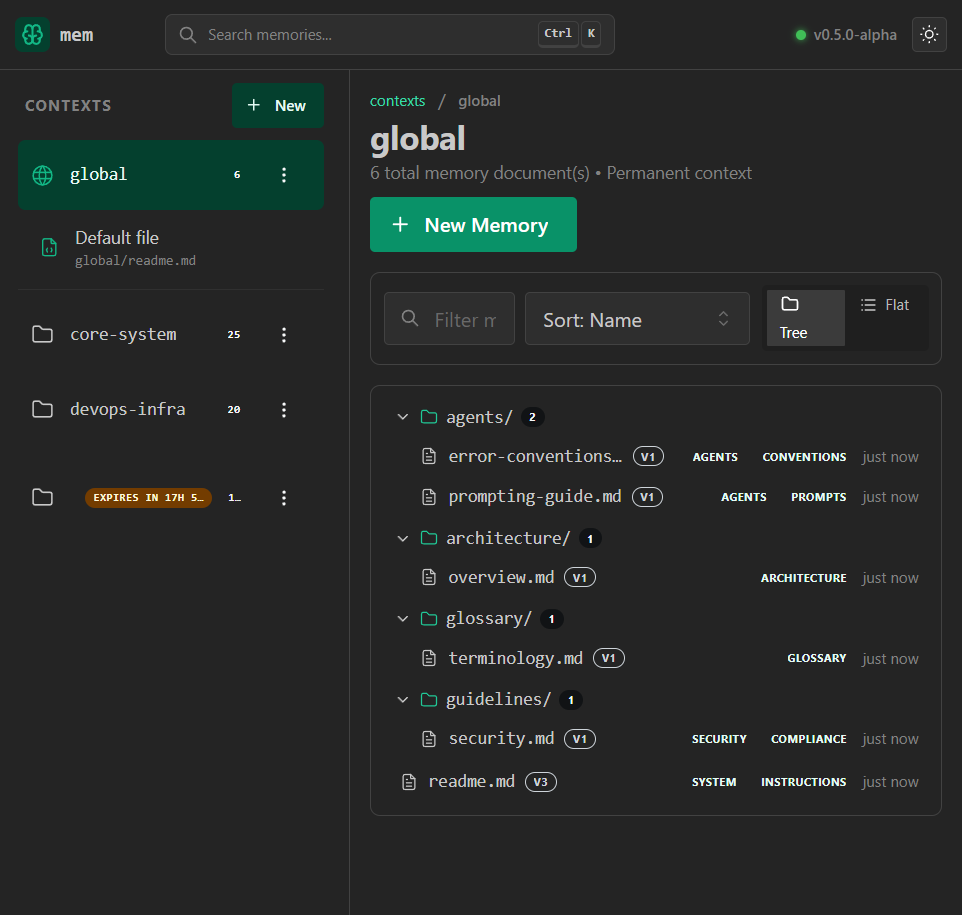 mem
Search memories...
Ctrl K
v0.5.0-alpha
CONTEXTS
+ New
global 6
Default file
global/readme.md
core-system 25
devops-infra 20
EXPIRES IN 17H 5… 1…
contexts / global
global
6 total memory document(s) • Permanent context
+ New Memory
Filter m
Sort: Name
Tree
Flat
agents/ 2
error-conventions… V1 AGENTS CONVENTIONS just now
prompting-guide.md V1 AGENTS PROMPTS just now
architecture/ 1
overview.md V1 ARCHITECTURE just now
glossary/ 1
terminology.md V1 GLOSSARY just now
guidelines/ 1
security.md V1 SECURITY COMPLIANCE just now
readme.md V3 SYSTEM INSTRUCTIONS just now